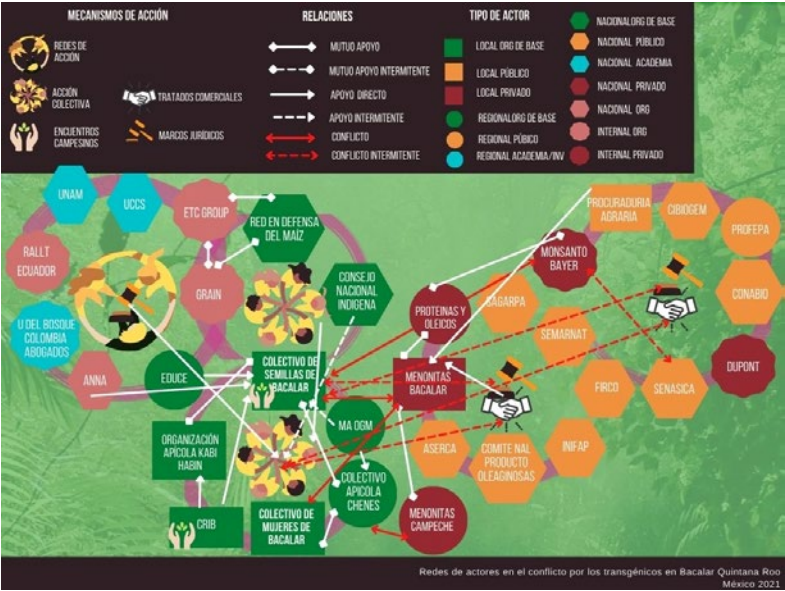 MECANISMOS DE ACCIÓN
REDES DE
ACCIÓN
ACCIÓN
COLECTIVA
ENCUENTROS
CAMPESINOS
TRATADOS COMERCIALES
MARCOS JURÍDICOS
RELACIONES
MUTUO APOYO
MUTUO APOYO INTERMITENTE
APOYO DIRECTO
APOYO INTERMITENTE
CONFLICTO
CONFLICTO INTERMITENTE
TIPO DE ACTOR
LOCAL ORG DE BASE
LOCAL PÚBLICO
LOCAL PRIVADO
REGIONALORG DE BASE
REGIONAL PÚBICO
REGIONAL ACADEMIA/INV
NACIONALORG DE BASE
NACIONAL PÚBLICO
NACIONAL ACADEMIA
NACIONAL PRIVADO
NACIONAL ORG
INTERNAL ORG
INTERNAL PRIVADO
UNAM
UCCS
ETC GROUP
RED EN DEFENSA
DEL MAÍZ
RALLT
ECUADOR
GRAIN
CONSEJO
NACIONAL
INDIGENA
U DEL BOSQUE
COLOMBIA
ABOGADOS
ANNA
EDUCE
COLECTIVO DE
SEMILLAS DE
BACALAR
ORGANIZACIÓN
APÍCOLA KABI
HABIN
MA OGM
COLECTIVO
APICOLA
CHENES
CRIB
COLECTIVO DE
MUJERES DE
BACALAR
PROCURADURIA
AGRARIA
CIBIOGEM
PROFEPA
MONSANTO
BAYER
SAGARPA
CONABIO
PROTEINAS Y
OLEICOS
SEMARNAT
MENONITAS
BACALAR
DUPONT
FIRCO
SENASICA
ASERCA
COMITE NAL
PRODUCTO
OLEAGINOSAS
INIFAP
MENONITAS
CAMPECHE
Redes de actores en el conflicto por los transgénicos en Bacalar Quintana Roo
México 2021